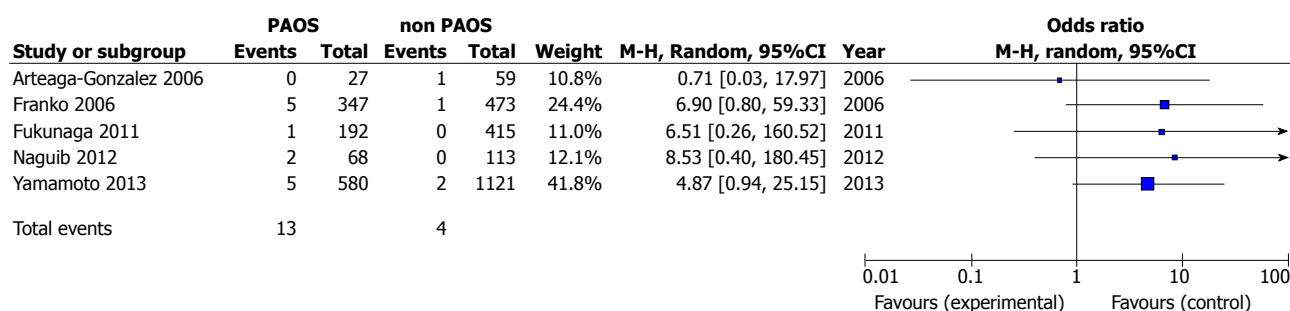 PAOS non PAOS Odds ratio
Study or subgroup Events Total Events Total Weight M-H, Random, 95%CI Year M-H, random, 95%CI
Arteaga-Gonzalez 2006 0 27 1 59 10.8% 0.71 [0.03, 17.97] 2006
Franko 2006 5 347 1 473 24.4% 6.90 [0.80, 59.33] 2006
Fukunaga 2011 1 192 0 415 11.0% 6.51 [0.26, 160.52] 2011
Naguib 2012 2 68 0 113 12.1% 8.53 [0.40, 180.45] 2012
Yamamoto 2013 5 580 2 1121 41.8% 4.87 [0.94, 25.15] 2013
Total events 13 4
0.01 0.1 1 10 100
Favours (experimental) Favours (control)